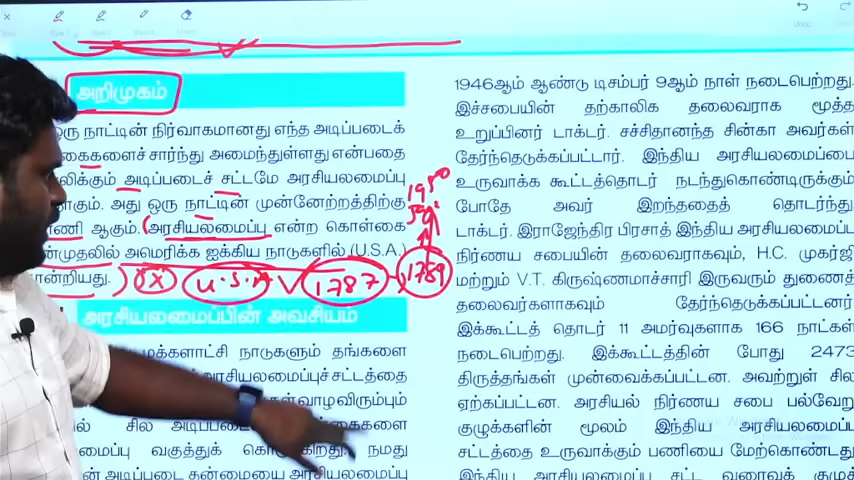 அறிமுகம்
ஒரு நாட்டின் நிர்வாகமானது எந்த அடிப்படைக்
களைச் சார்ந்து அமைந்துள்ளது என்பதை
அடிப்படைச் சட்டமே அரசியலமைப்பு
அது ஒரு நாட்டின் முன்னேற்றத்திற்கு
ஆகும். அரசியலமைப்பு என்ற கொள்கை
முதலில் அமெரிக்க ஐக்கிய நாடுகளில் (U.S.A.)
U.S.A 1787 1789
1950
அரசியலமைப்பின் அவசியம்
மக்களாட்சி நாடுகளும் தங்களை
அரசியலமைப்புச் சட்டத்தை
வாழவிரும்பும்
சில
வகுத்துக் கொடுக்கிறது. நமது
அடிப்படை தன்மையை அரசியலமைப்பு
1946ஆம் ஆண்டு டிசம்பர் 9ஆம் நாள் நடைபெற்றது.
இச்சபையின் தற்காலிக தலைவராக மூத்த
உறுப்பினர் டாக்டர். சச்சிதானந்த சின்கா அவர்கள்
தேர்ந்தெடுக்கப்பட்டார். இந்திய அரசியலமைப்பை
உருவாக்க கூட்டத்தொடர் நடந்துகொண்டிருக்கும்
போதே அவர் இறந்ததைத் தொடர்ந்து
டாக்டர். இராஜேந்திர பிரசாத் இந்திய அரசியலமைப்பு
நிர்ணய சபையின் தலைவராகவும், H.C. முகர்ஜி
மற்றும் V.T. கிருஷ்ணமாச்சாரி இருவரும் துணைத்
தலைவர்களாகவும் தேர்ந்தெடுக்கப்பட்டனர்
இக்கூட்டத் தொடர் 11 அமர்வுகளாக 166 நாட்கள்
நடைபெற்றது. இக்கூட்டத்தின் போது 2473
திருத்தங்கள் முன்வைக்கப்பட்டன. அவற்றுள் சில
ஏற்கப்பட்டன. அரசியல் நிர்ணய சபை பல்வேறு
குழுக்களின் மூலம் இந்திய அரசியலமைப்பு
சட்டத்தை உருவாக்கும் பணியை மேற்கொண்டது
இந்திய அரசியலமைப்பு சட்ட வரைவுக் குழு